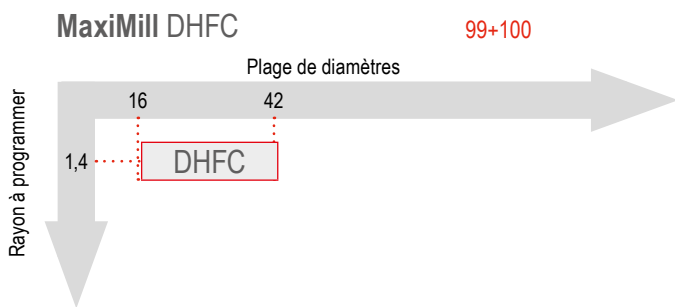 MaxiMill DHFC 99+100
Plage de diamètres
16 42
1,4 DHFC
Rayon à programmer